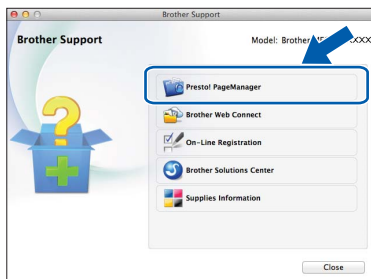 Brother Support
Brother Support
Model: Brother
XXX
Presto! PageManager
Brother Web Connect
On-Line Registration
Brother Solutions Center
Supplies Information
Close